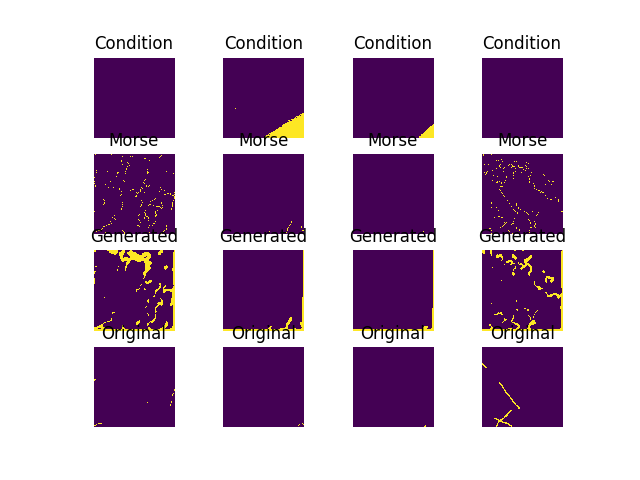 Condition Condition Condition Condition
Morse Morse Morse Morse
Generated Generated Generated Generated
Original Original Original Original